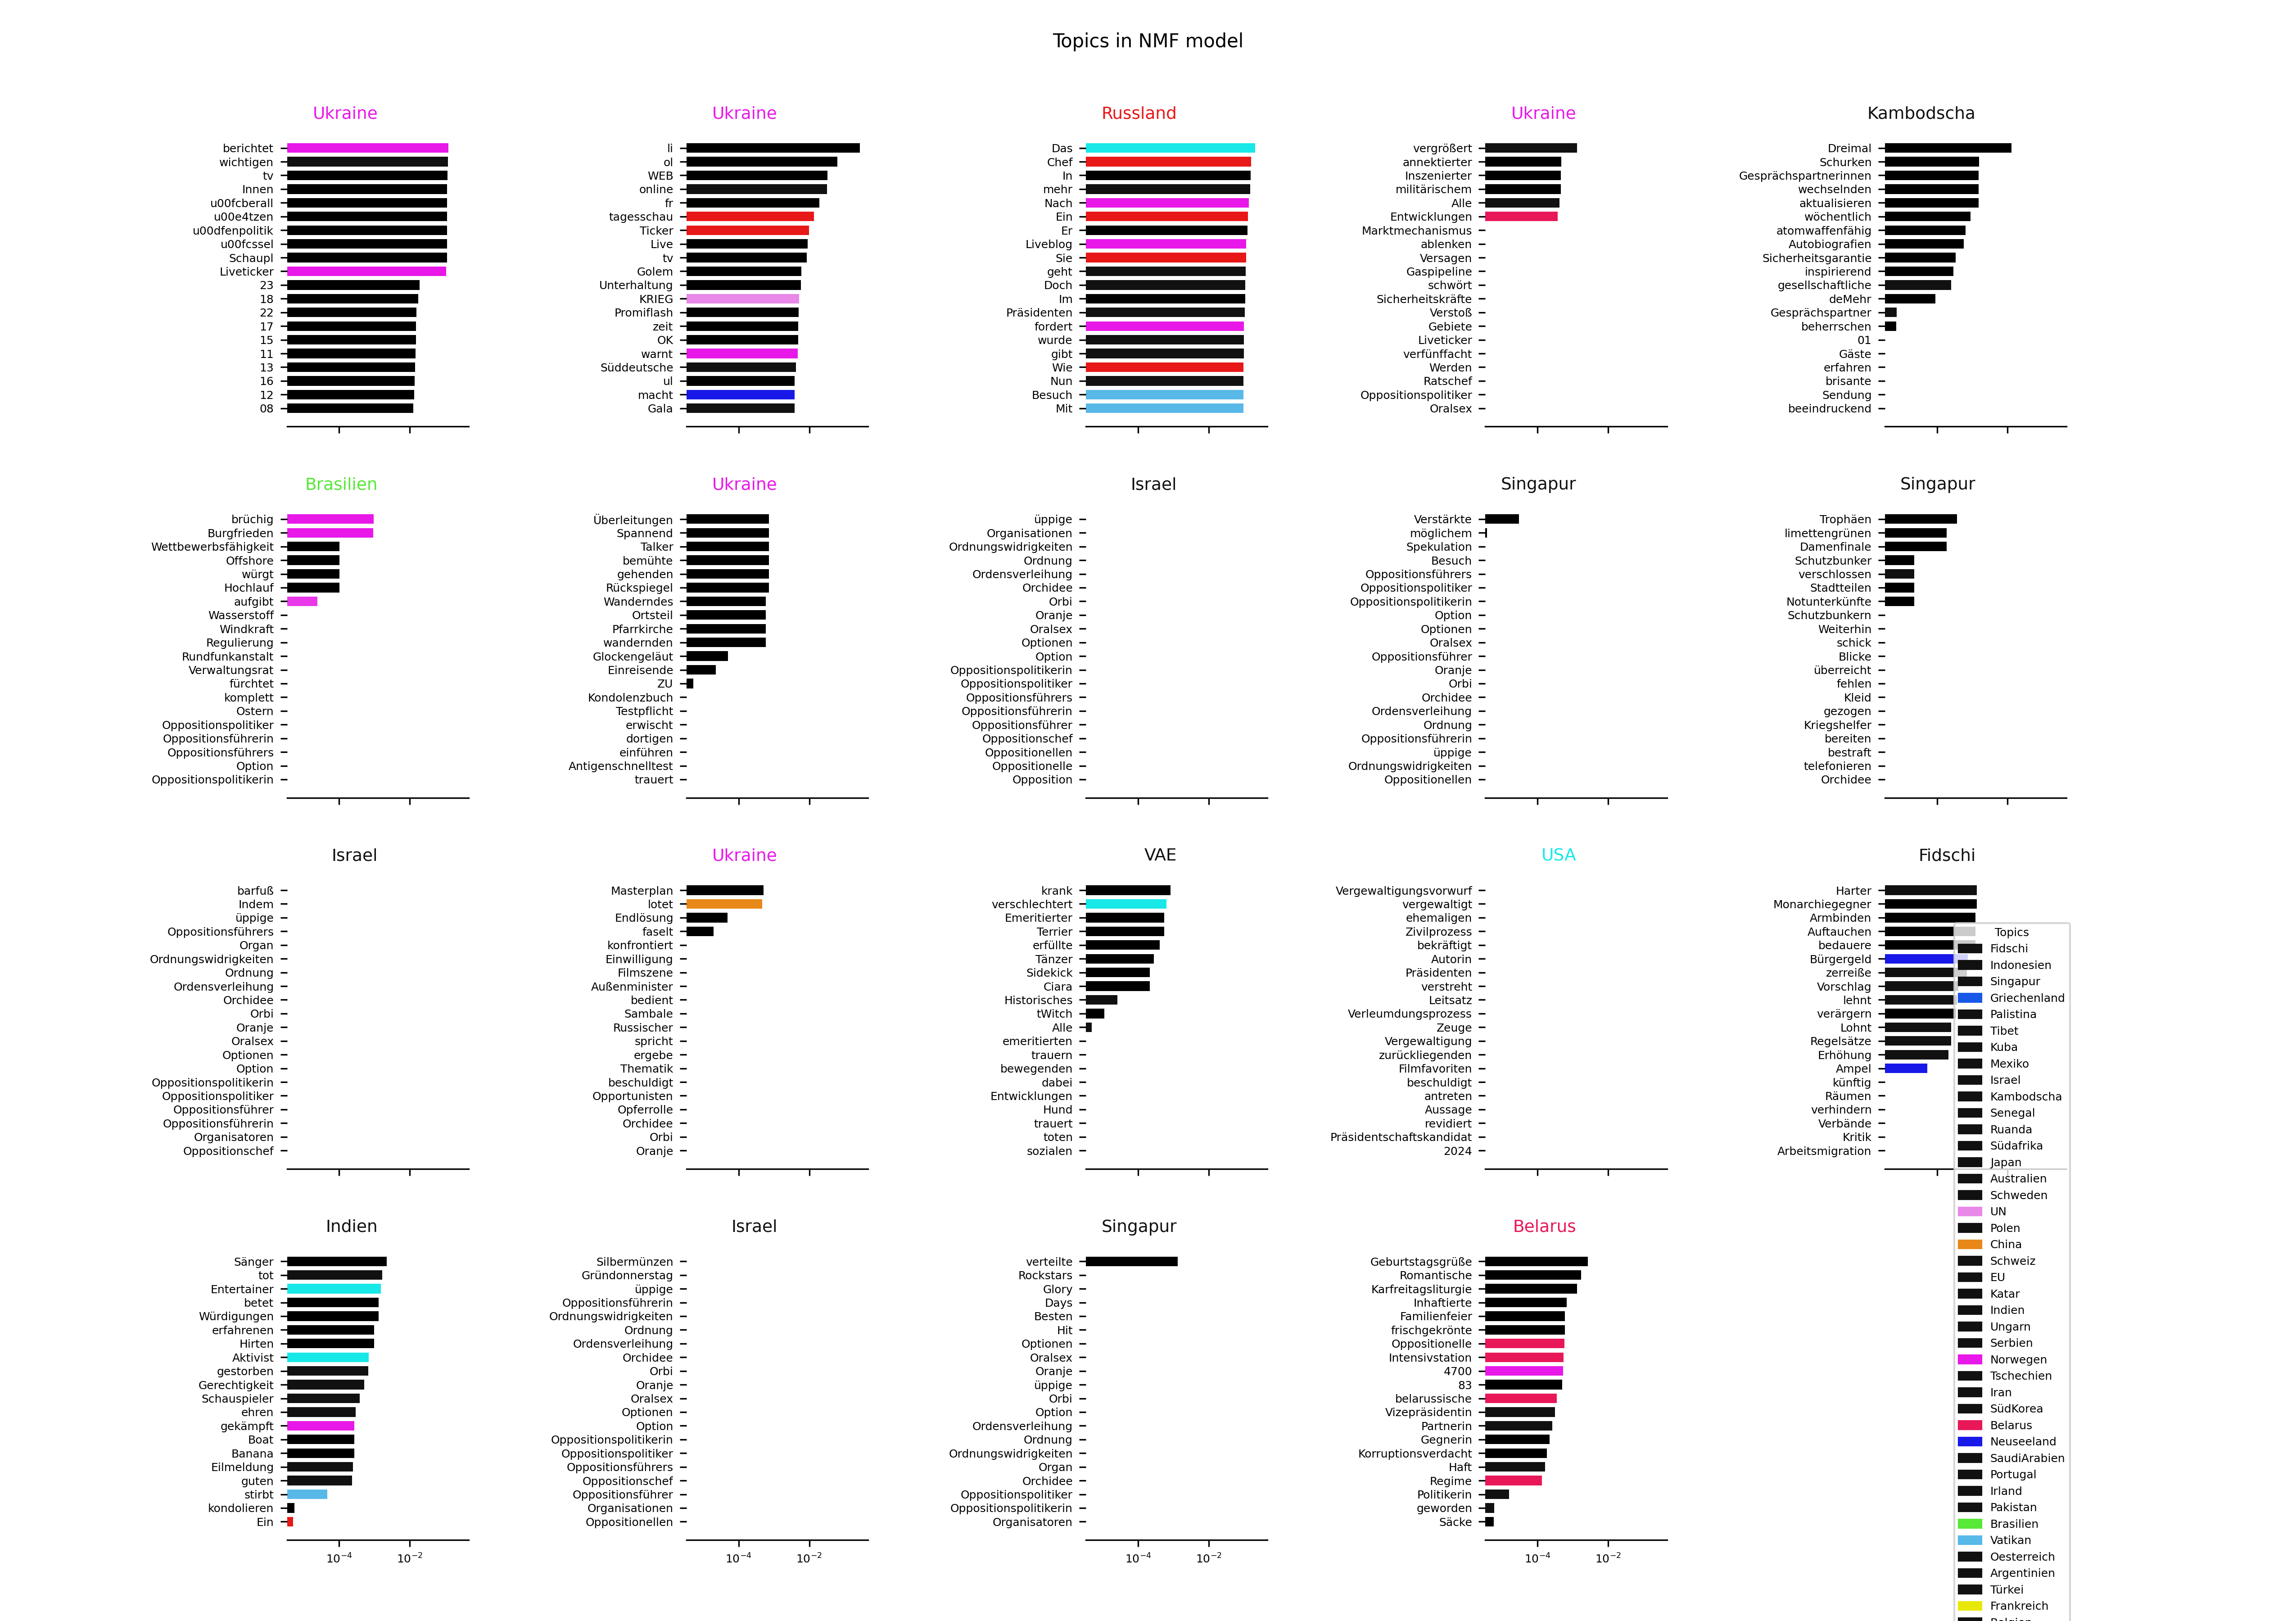 Topics in NMF model
Ukraine
berichtet
wichtigen
tv
Innen
u00fcberall
u00e4tzen
u00dfenpolitik
u00fcssel
Schaupl
Liveticker
23
18
22
17
15
11
13
16
12
08
Ukraine
li
ol
WEB
online
fr
tagesschau
Ticker
Live
tv
Golem
Unterhaltung
KRIEG
Promiflash
zeit
OK
warnt
Süddeutsche
ul
macht
Gala
Russland
Das
Chef
In
mehr
Nach
Ein
Er
Liveblog
Sie
geht
Doch
Im
Präsidenten
fordert
wurde
gibt
Wie
Nun
Besuch
Mit
Ukraine
vergrößert
annektierter
Inszenierter
militärischem
Alle
Entwicklungen
Marktmechanismus
ablenken
Versagen
Gaspipeline
schwört
Sicherheitskräfte
Verstoß
Gebiete
Liveticker
verfünffacht
Werden
Ratschef
Oppositionspolitiker
Oralsex
Kambodscha
Dreimal
Schurken
Gesprächspartnerinnen
wechselnden
aktualisieren
wöchentlich
atomwaffenfähig
Autobiografien
Sicherheitsgarantie
inspirierend
gesellschaftliche
deMehr
Gesprächspartner
beherrschen
01
Gäste
erfahren
brisante
Sendung
beeindruckend
Brasilien
brüchig
Burgfrieden
Wettbewerbsfähigkeit
Offshore
würgt
Hochlauf
aufgibt
Wasserstoff
Windkraft
Regulierung
Rundfunkanstalt
Verwaltungsrat
fürchtet
komplett
Ostern
Oppositionspolitiker
Oppositionsführerin
Oppositionsführers
Option
Oppositionspolitikerin
Ukraine
Überleitungen
Spannend
Talker
bemühte
gehenden
Rückspiegel
Wanderndes
Ortsteil
Pfarrkirche
wandernden
Glockengeläut
Einreisende
ZU
Kondolenzbuch
Testpflicht
erwischt
dortigen
einführen
Antigenschnelltest
trauert
Israel
üppige
Organisationen
Ordnungswidrigkeiten
Ordnung
Ordensverleihung
Orchidee
Orbi
Oranje
Oralsex
Optionen
Option
Oppositionspolitikerin
Oppositionspolitiker
Oppositionsführers
Oppositionsführerin
Oppositionsführer
Oppositionschef
Oppositionellen
Oppositionelle
Opposition
Singapur
Verstärkte
möglichem
Spekulation
Besuch
Oppositionsführers
Oppositionspolitiker
Oppositionspolitikerin
Option
Optionen
Oralsex
Oppositionsführer
Oranje
Orbi
Orchidee
Ordensverleihung
Ordnung
Oppositionsführerin
üppige
Ordnungswidrigkeiten
Oppositionellen
Singapur
Trophäen
limettengrünen
Damenfinale
Schutzbunker
verschlossen
Stadtteilen
Notunterkünfte
Schutzbunkern
Weiterhin
schick
Blicke
überreicht
fehlen
Kleid
gezogen
Kriegshelfer
bereiten
bestraft
telefonieren
Orchidee
Israel
barfuß
Indem
üppige
Oppositionsführers
Organ
Ordnungswidrigkeiten
Ordnung
Ordensverleihung
Orchidee
Orbi
Oranje
Oralsex
Optionen
Option
Oppositionspolitikerin
Oppositionspolitiker
Oppositionsführer
Oppositionsführerin
Organisatoren
Oppositionschef
Ukraine
Masterplan
lotet
Endlösung
faselt
konfrontiert
Einwilligung
Filmszene
Außenminister
bedient
Sambale
Russischer
spricht
ergebe
Thematik
beschuldigt
Opportunisten
Opferrolle
Orchidee
Orbi
Oranje
VAE
krank
verschlechtert
Emeritierter
Terrier
erfüllte
Tänzer
Sidekick
Ciara
Historisches
tWitch
Alle
emeritierten
trauern
bewegenden
dabei
Entwicklungen
Hund
trauert
toten
sozialen
USA
Vergewaltigungsvorwurf
vergewaltigt
ehemaligen
Zivilprozess
bekräftigt
Autorin
Präsidenten
verstreht
Leitsatz
Verleumdungsprozess
Zeuge
Vergewaltigung
zurückliegenden
Filmfavoriten
beschuldigt
antreten
Aussage
revidiert
Präsidentschaftskandidat
2024
Fidschi
Harter
Monarchiegegner
Armbinden
Auftauchen
bedauere
Bürgergeld
zerreiße
Vorschlag
lehnt
verärgern
Lohnt
Regelsätze
Erhöhung
Ampel
künftig
Räumen
verhindern
Verbände
Kritik
Arbeitsmigration
Indien
Sänger
tot
Entertainer
betet
Würdigungen
erfahrenen
Hirten
Aktivist
gestorben
Gerechtigkeit
Schauspieler
ehren
gekämpft
Boat
Banana
Eilmeldung
guten
stirbt
kondolieren
Ein
10⁻⁴ 10⁻²
Israel
Silbermünzen
Gründonnerstag
üppige
Oppositionsführerin
Ordnungswidrigkeiten
Ordnung
Ordensverleihung
Orchidee
Orbi
Oranje
Oralsex
Optionen
Option
Oppositionspolitikerin
Oppositionspolitiker
Oppositionsführers
Oppositionschef
Oppositionsführer
Organisationen
Oppositionellen
10⁻⁴ 10⁻²
Singapur
verteilte
Rockstars
Glory
Days
Besten
Hit
Optionen
Oralsex
Oranje
üppige
Orbi
Option
Ordensverleihung
Ordnung
Ordnungswidrigkeiten
Organ
Orchidee
Oppositionspolitiker
Oppositionspolitikerin
Organisatoren
10⁻⁴ 10⁻²
Belarus
Geburtstagsgrüße
Romantische
Karfreitagsliturgie
Inhaftierte
Familienfeier
frischgekrönte
Oppositionelle
Intensivstation
4700
83
belarussische
Vizepräsidentin
Partnerin
Gegnerin
Korruptionsverdacht
Haft
Regime
Politikerin
geworden
Säcke
10⁻⁴ 10⁻²
Topics
Fidschi
Indonesien
Singapur
Griechenland
Palistina
Tibet
Kuba
Mexiko
Israel
Kambodscha
Senegal
Ruanda
Südafrika
Japan
Australien
Schweden
UN
Polen
China
Schweiz
EU
Katar
Indien
Ungarn
Serbien
Norwegen
Tschechien
Iran
SüdKorea
Belarus
Neuseeland
SaudiArabien
Portugal
Irland
Pakistan
Brasilien
Vatikan
Oesterreich
Argentinien
Türkei
Frankreich